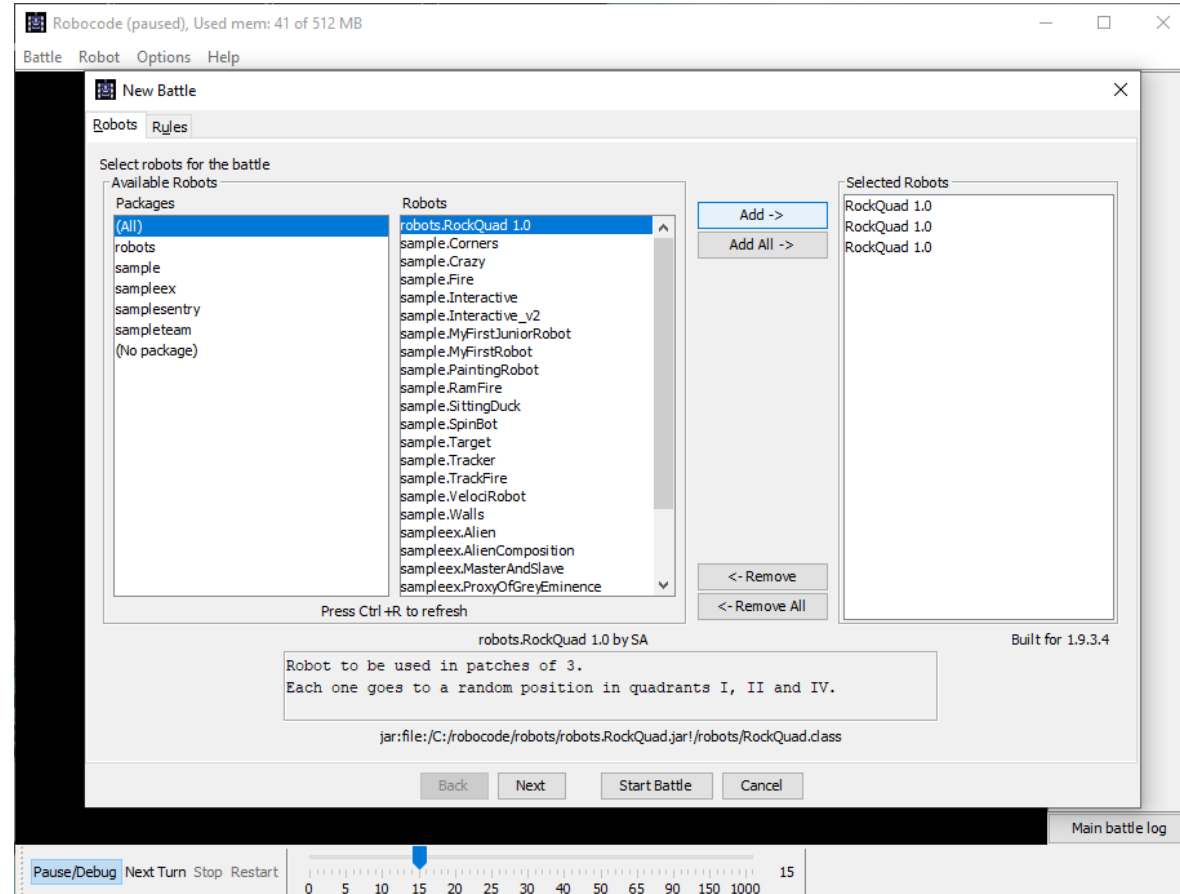 Robocode (paused), Used mem: 41 of 512 MB
Battle Robot Options Help
New Battle
Robots Rules
Select robots for the battle
Available Robots
Packages
(All)
robots
sample
sampleex
samplesentry
sampleteam
(No package)
Robots
robots.RockQuad 1.0
sample.Corners
sample.Crazy
sample.Fire
sample.Interactive
sample.Interactive_v2
sample.MyFirstJuniorRobot
sample.MyFirstRobot
sample.PaintingRobot
sample.RamFire
sample.SittingDuck
sample.SpinBot
sample.Target
sample.Tracker
sample.TrackFire
sample.VelociRobot
sample.Walls
sampleex.Alien
sampleex.AlienComposition
sampleex.MasterAndSlave
sampleex.ProxyOfGreyEminence
Press Ctrl+R to refresh
Add ->
Add All ->
<- Remove
<- Remove All
Selected Robots
RockQuad 1.0
RockQuad 1.0
RockQuad 1.0
robots.RockQuad 1.0 by SA
Built for 1.9.3.4
Robot to be used in patches of 3.
Each one goes to a random position in quadrants I, II and IV.
jar:file:/C:/robocode/robots/robots.RockQuad.jar!/robots/RockQuad.class
Back Next Start Battle Cancel
Main battle log
Pause/Debug Next Turn Stop Restart
15
0 5 10 15 20 25 30 40 50 65 90 150 1000